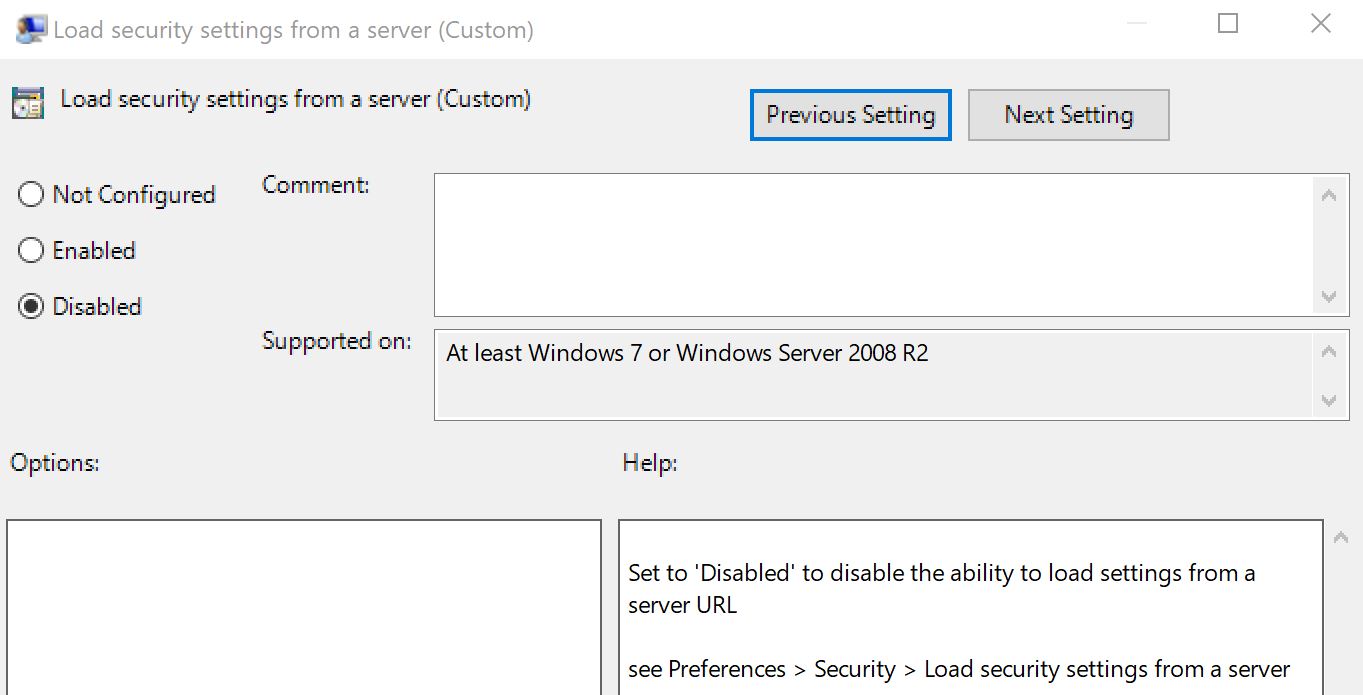 Load security settings from a server (Custom)
Load security settings from a server (Custom)
Previous Setting
Next Setting
Not Configured
Comment:
Enabled
Disabled
Supported on:
At least Windows 7 or Windows Server 2008 R2
Options:
Help:
Set to 'Disabled' to disable the ability to load settings from a
server URL
see Preferences > Security > Load security settings from a server